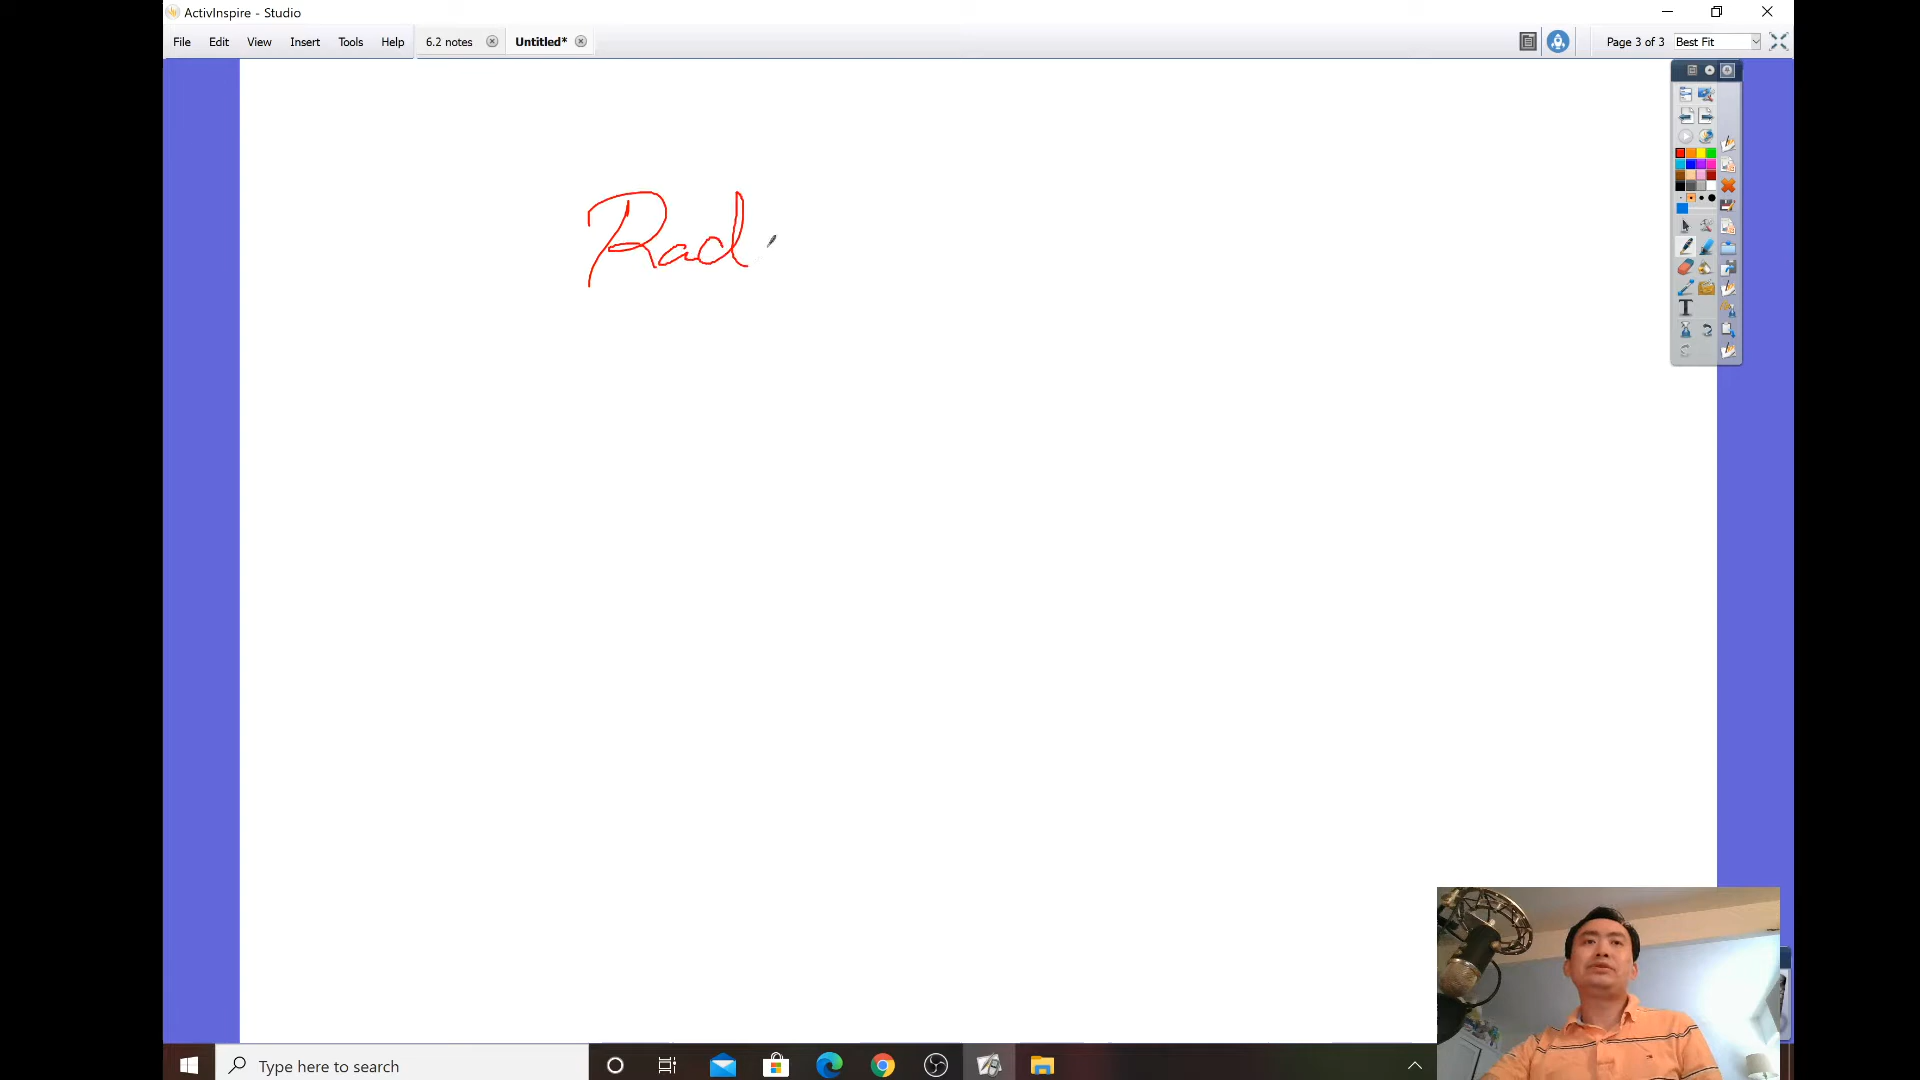 ActivInspire - Studio
File Edit View Insert Tools Help 6.2 notes Untitled* Page 3 of 3 Best Fit
T
Rad
Type here to search